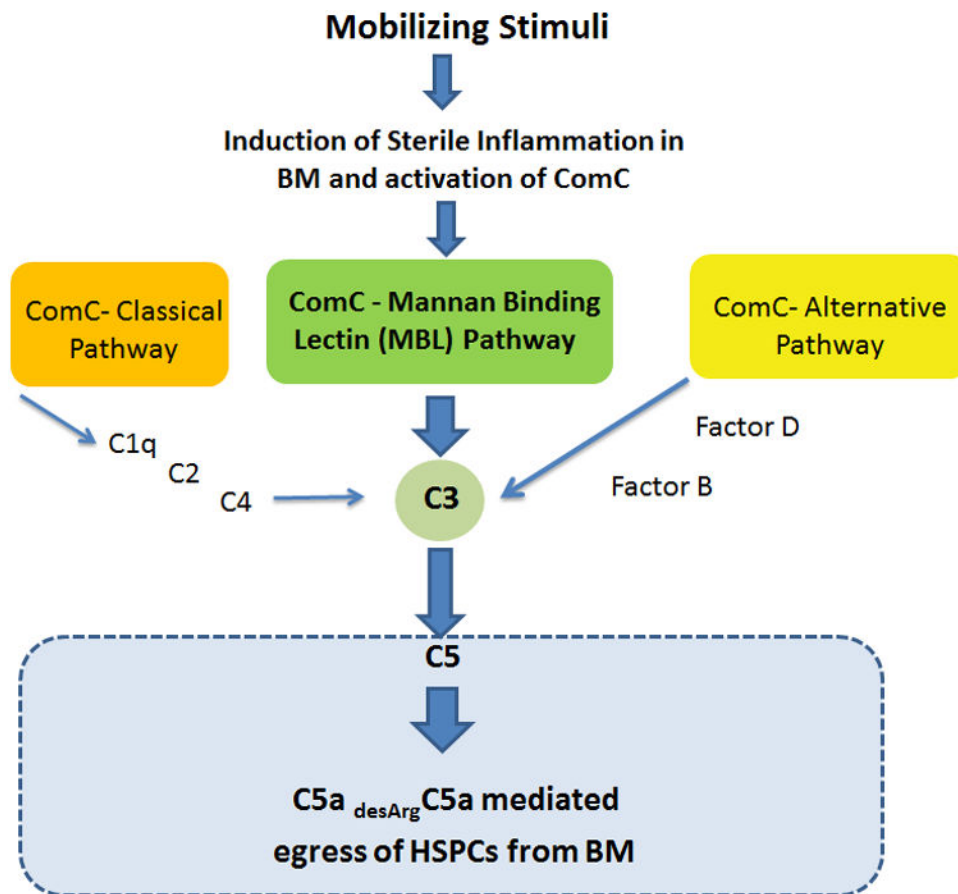 Mobilizing Stimuli
Induction of Sterile Inflammation in
BM and activation of ComC
ComC- Classical
Pathway
ComC - Mannan Binding
Lectin (MBL) Pathway
ComC- Alternative
Pathway
C1q
C2
C4
C3
Factor D
Factor B
C5
C5a desArgC5a mediated
egress of HSPCs from BM